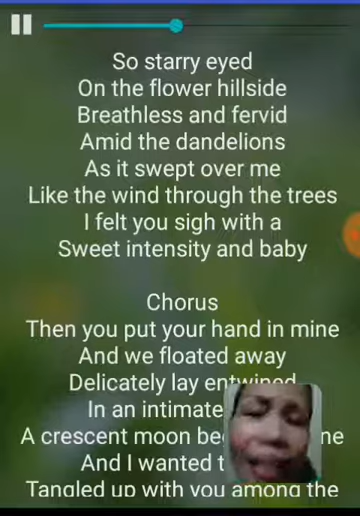 So starry eyed
On the flower hillside
Breathless and fervid
Amid the dandelions
As it swept over me
Like the wind through the trees
I felt you sigh with a
Sweet intensity and baby
Chorus
Then you put your hand in mine
And we floated away
Delicately lay entwined
In an intimate
A crescent moon
And I wanted
Tangled up with you among the